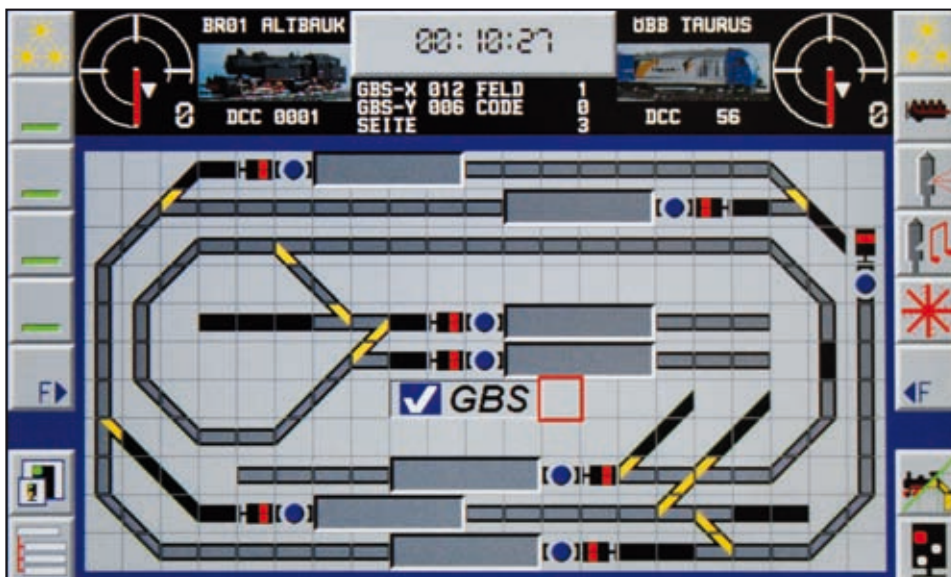 BR01 ALTBAUK
00:10:27
ÖBB TAURUS
GBS-X 012 FELD 1
GBS-Y 006 CODE 0
SEITE 3
0
DCC 0001
DCC 56
0
F
F
GBS